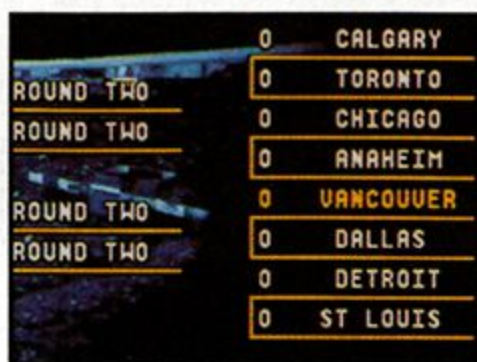 0 CALGARY
0 TORONTO
ROUND TWO
0 CHICAGO
ROUND TWO
0 ANAHEIM
0 VANCOUVER
ROUND TWO
0 DALLAS
ROUND TWO
0 DETROIT
0 ST LOUIS